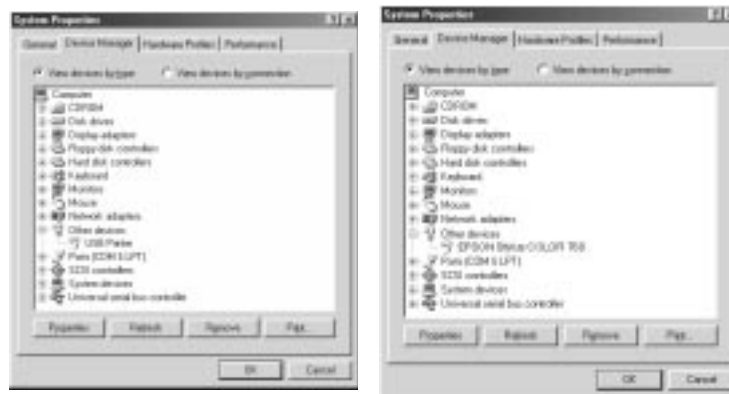 System Properties
General Device Manager Hardware Profiles Performance
View devices by type View devices by connection
Computer
CDROM
Disk drives
Display adapters
Floppy disk controllers
Hard disk controllers
Keyboard
Monitors
Mouse
Network adapters
Other devices
USB Printer
Ports (COM & LPT)
SCSI controllers
System devices
Universal serial bus controller
Properties Refresh Remove Print...
OK Cancel
System Properties
General Device Manager Hardware Profiles Performance
View devices by type View devices by connection
Computer
CDROM
Disk drives
Display adapters
Floppy disk controllers
Hard disk controllers
Keyboard
Monitors
Mouse
Network adapters
Other devices
EPSON Stylus COLOR 760
Ports (COM & LPT)
SCSI controllers
System devices
Universal serial bus controller
Properties Refresh Remove Print...
OK Cancel